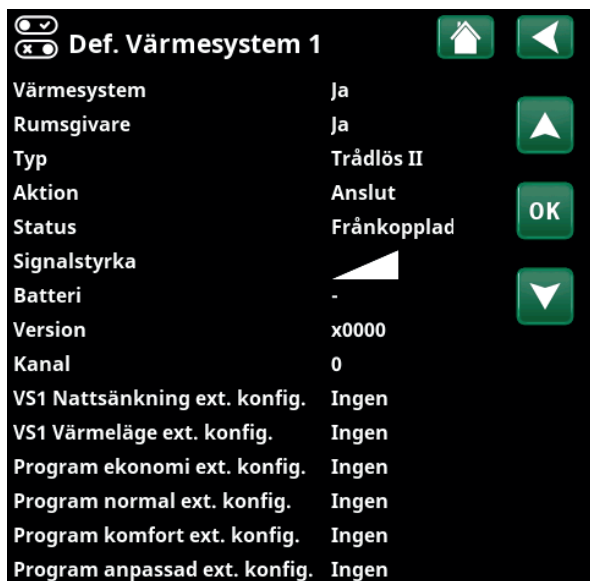 Def. Värmesystem 1
Värmesystem Ja
Rumsgivare Ja
Typ Trådlös II
Aktion Anslut
Status Frånkopplad
OK
Signalstyrka
Batteri -
Version x0000
Kanal 0
VS1 Nattsänkning ext. konfig. Ingen
VS1 Värmeläge ext. konfig. Ingen
Program ekonomi ext. konfig. Ingen
Program normal ext. konfig. Ingen
Program komfort ext. konfig. Ingen
Program anpassad ext. konfig. Ingen